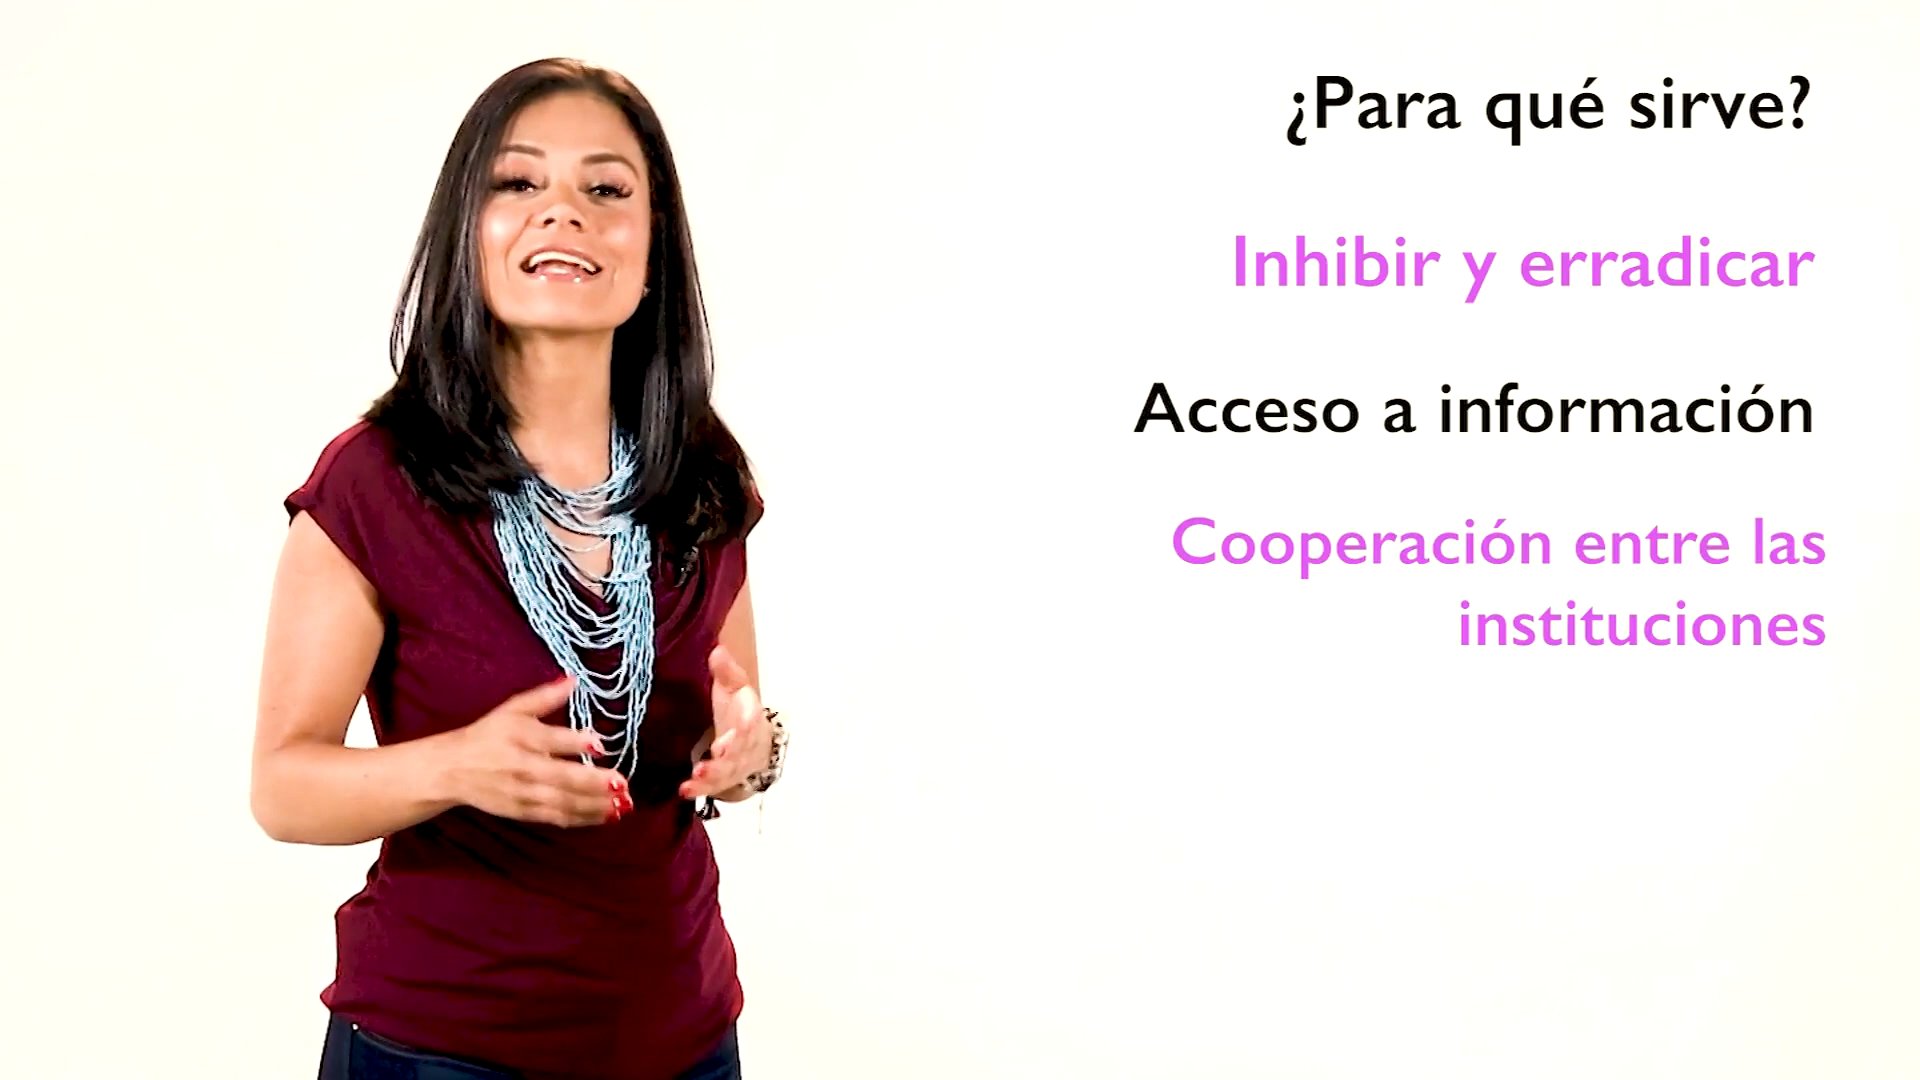 ¿Para qué sirve?
Inhibir y erradicar
Acceso a información
Cooperación entre las
instituciones